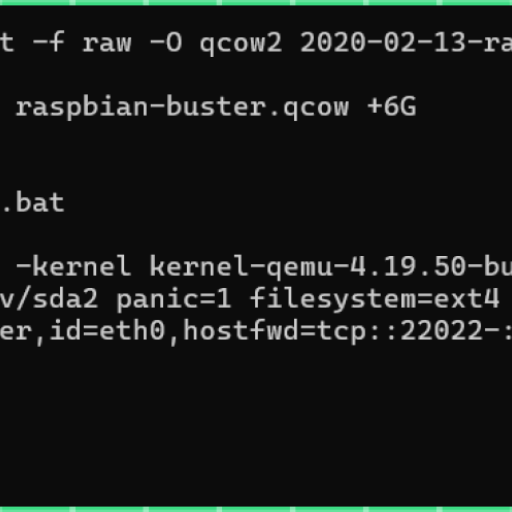 t -f raw -O qcow2 2020-02-13-ra
raspbian-buster.qcow +6G
.bat
-kernel kernel-qemu-4.19.50-bu
v/sda2 panic=1 filesystem=ext4
er,id=eth0,hostfwd=tcp::22022-: